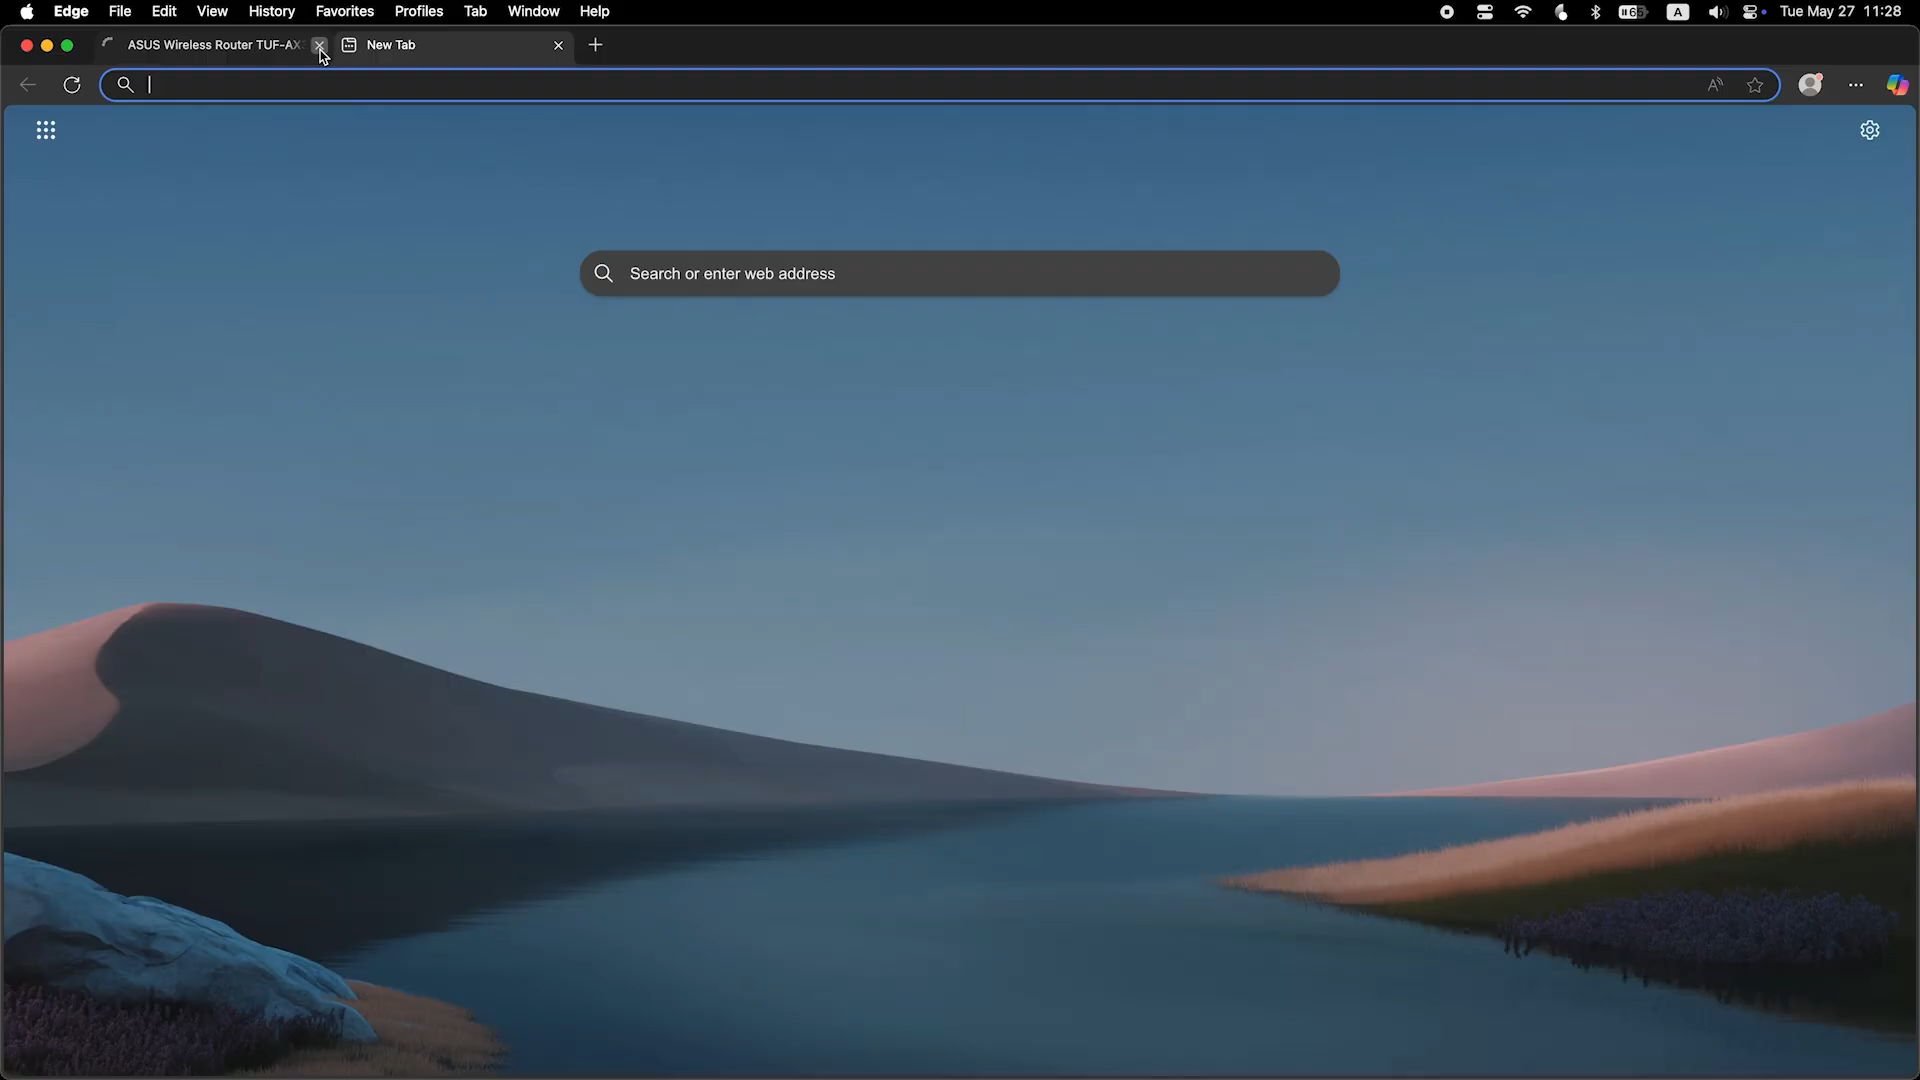 Edge File Edit View History Favorites Profiles Tab Window Help 65 A Tue May 27 11:28
ASUS Wireless Router TUF-AX New Tab
Search or enter web address